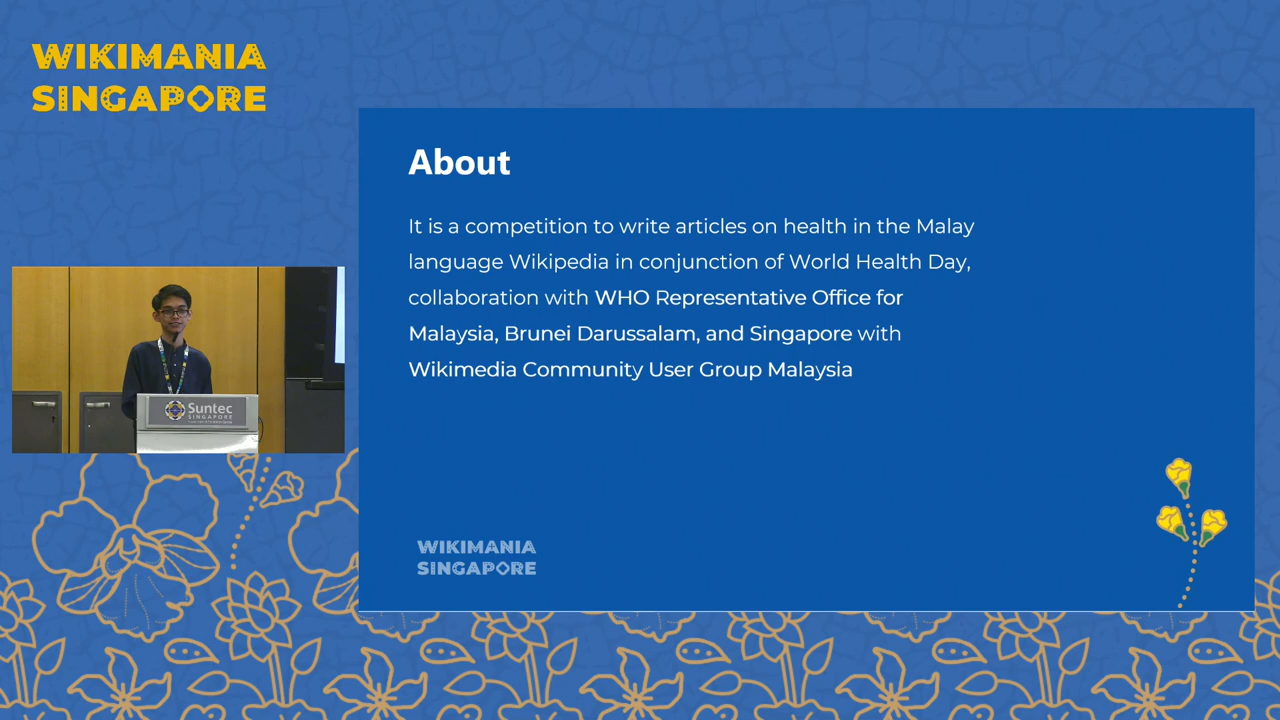 WIKIMANIA
SINGAPORE
About
It is a competition to write articles on health in the Malay
language Wikipedia in conjunction of World Health Day,
collaboration with WHO Representative Office for
Malaysia, Brunei Darussalam, and Singapore with
Wikimedia Community User Group Malaysia
Suntec
SINGAPORE
WIKIMANIA
SINGAPORE